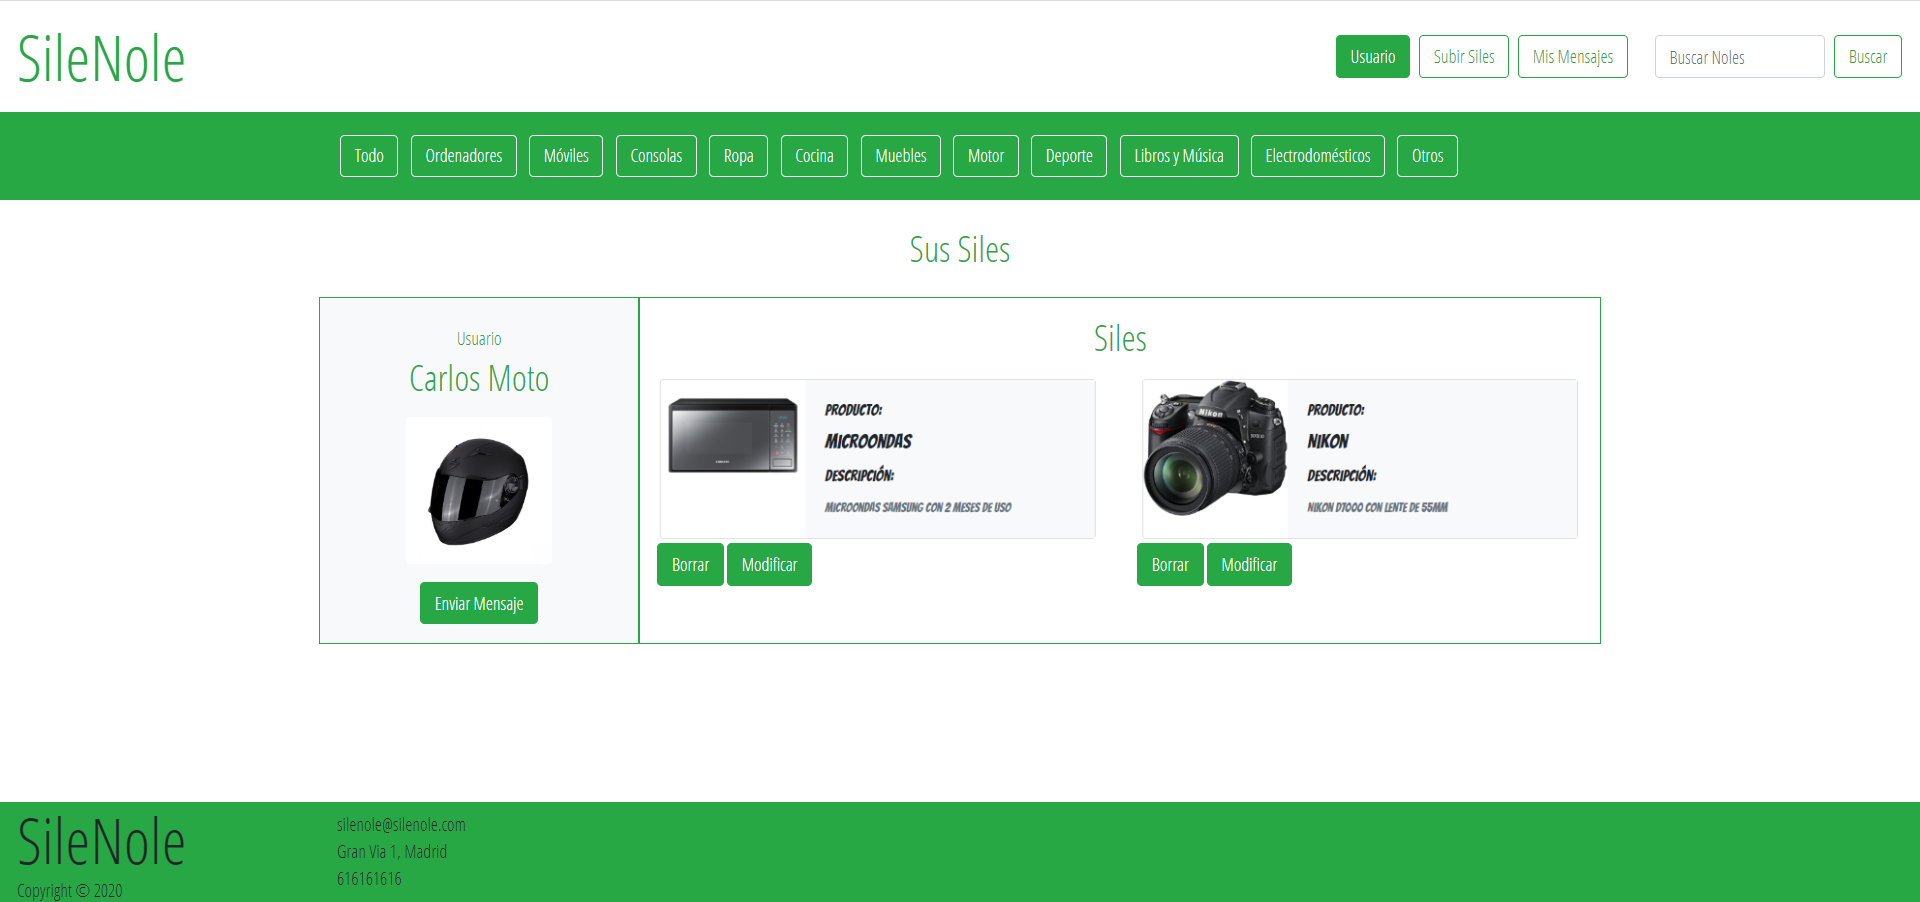 SileNole
Usuario
Subir Siles
Mis Mensajes
Buscar Noles
Buscar
Todo
Ordenadores
Móviles
Consolas
Ropa
Cocina
Muebles
Motor
Deporte
Libros y Música
Electrodomésticos
Otros
Sus Siles
Usuario
Carlos Moto
Enviar Mensaje
Siles
PRODUCTO:
MICROONDAS
DESCRIPCIÓN:
MICROONDAS SAMSUNG CON 2 MESES DE USO
Borrar
Modificar
Nikon
PRODUCTO:
NIKON
DESCRIPCIÓN:
NIKON D7000 CON LENTE DE 55MM
Borrar
Modificar
SileNole
Copyright © 2020
silenole@silenole.com
Gran Via 1, Madrid
616161616